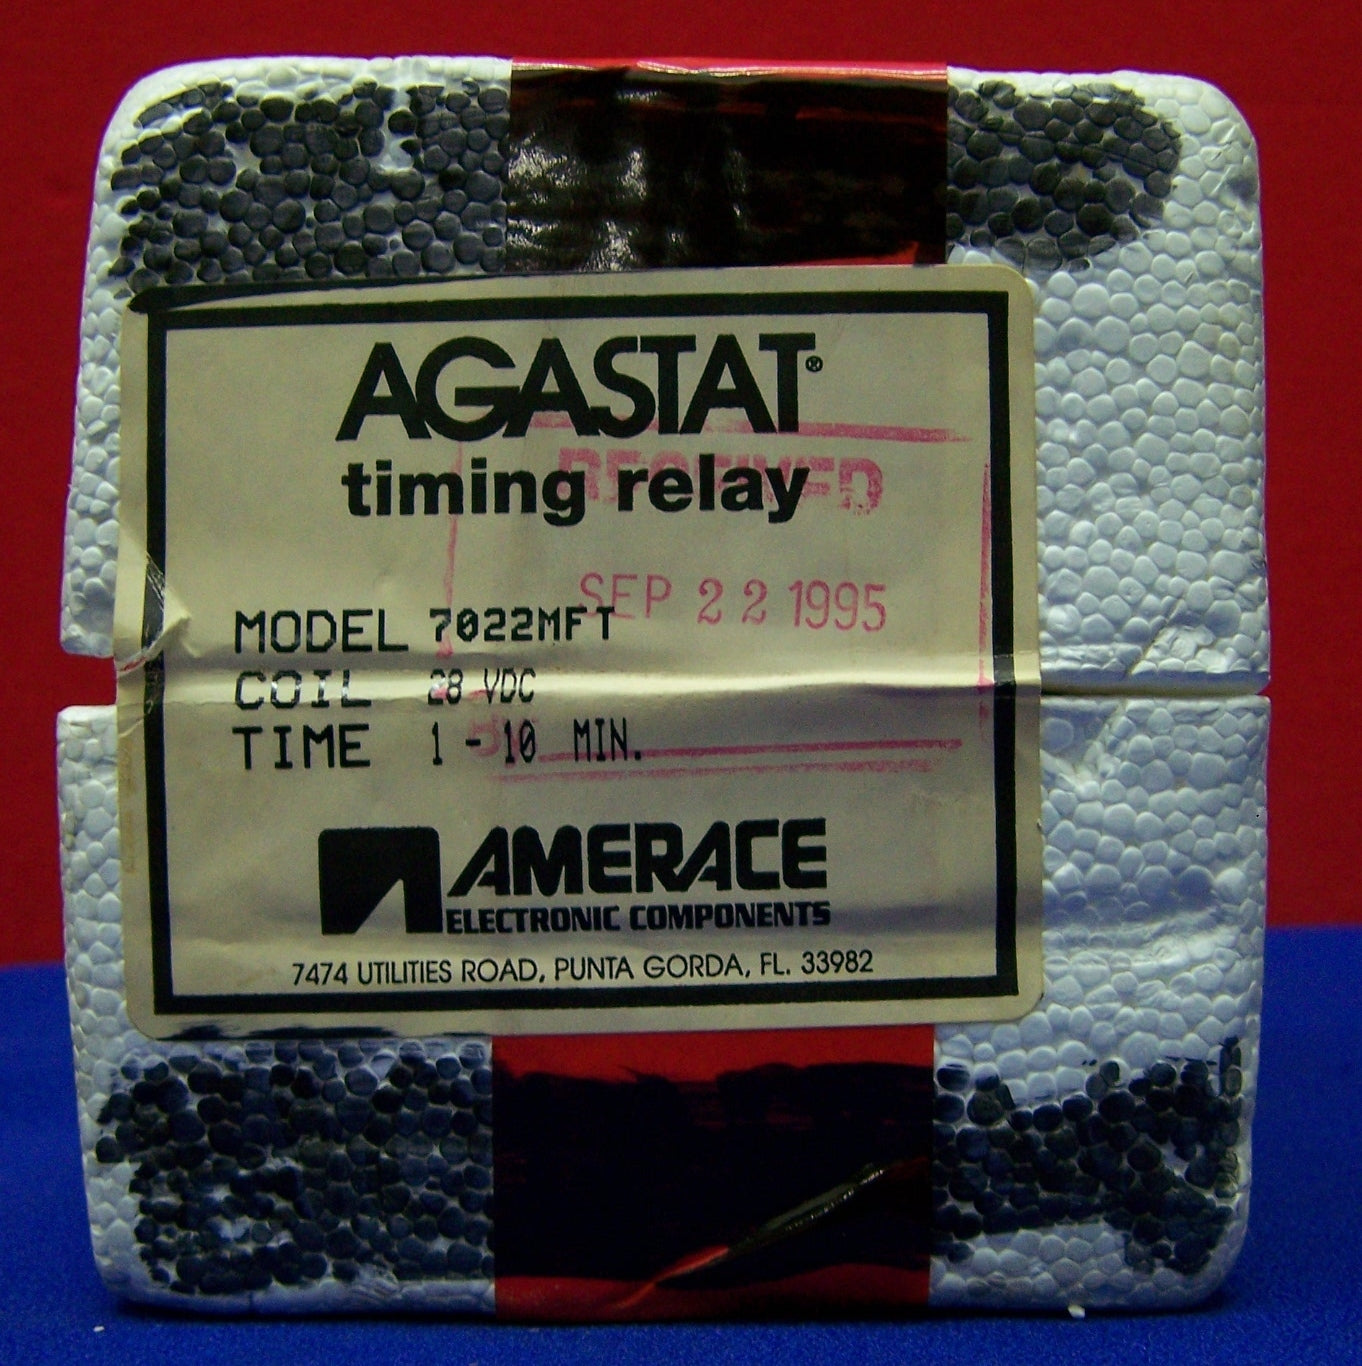 AGASTAT®
timing relay
RECEIVED
SEP 22 1995
MODEL 7022MFT
COIL 28 VDC
TIME 1 - 10 MIN.
AMERACE
ELECTRONIC COMPONENTS
7474 UTILITIES ROAD, PUNTA GORDA, FL. 33982